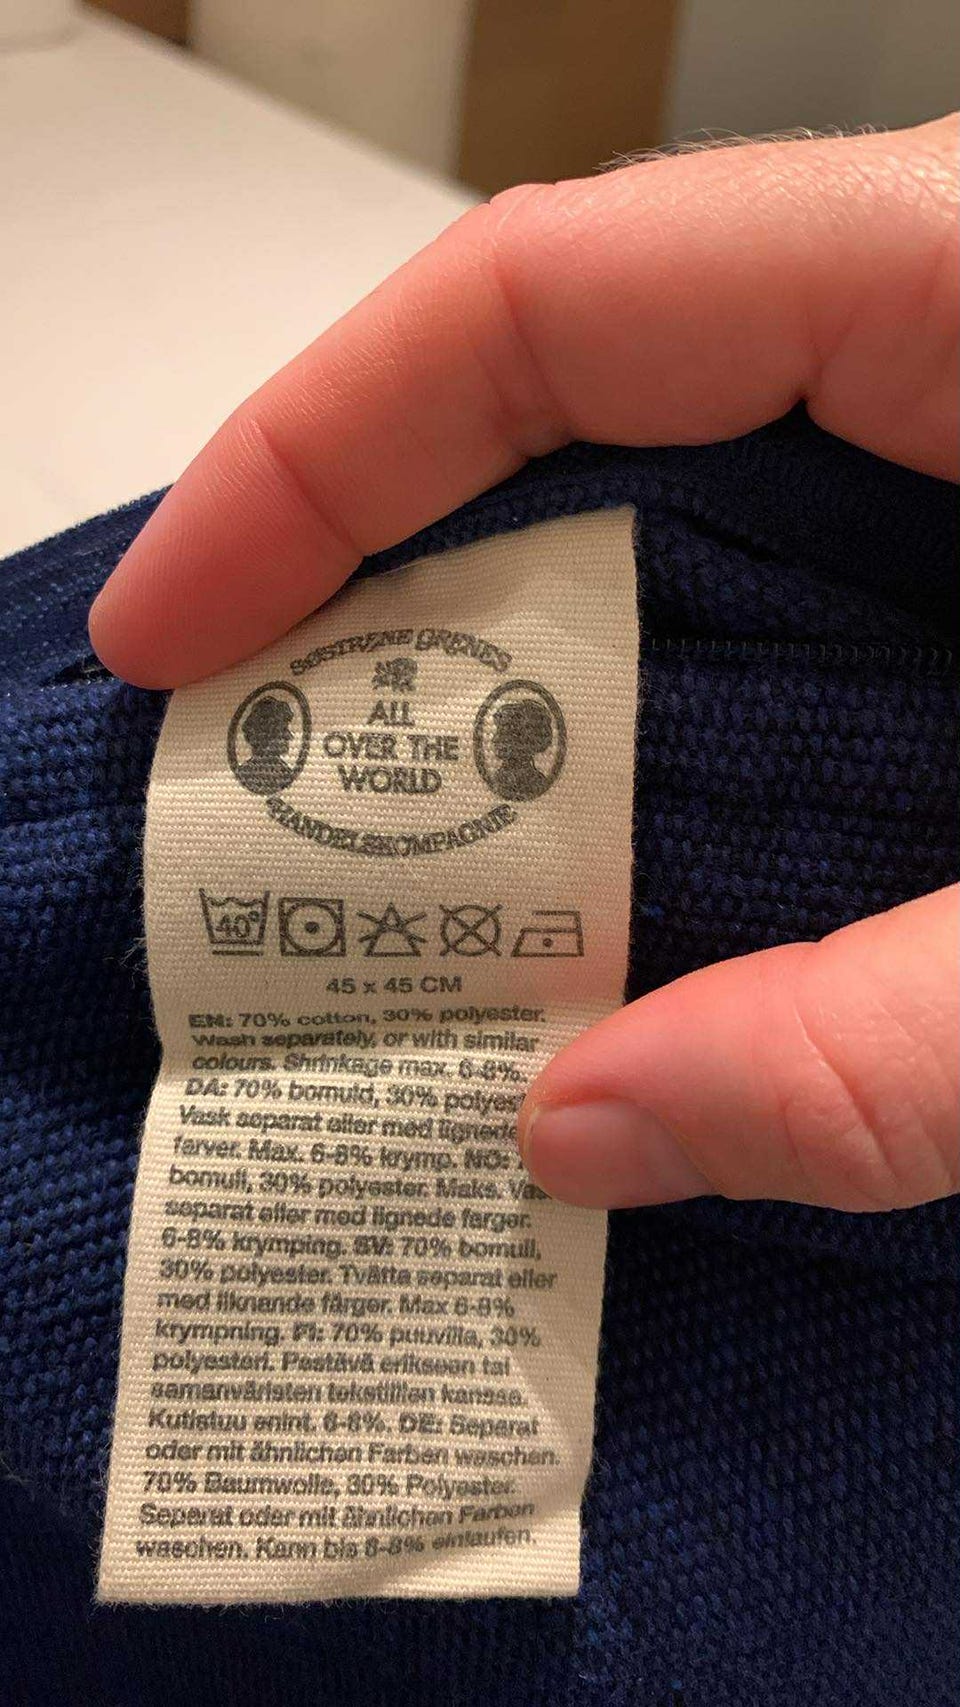 SØSTRENE GRENES
ALL
OVER THE
WORLD
HANDELSKOMPAGNIE
40°
45 x 45 CM
EN: 70% cotton, 30% polyester.
Wash separately, or with similar
colours. Shrinkage max. 6-8%.
DA: 70% bomuld, 30% polyes
Vask separat eller med lignede
farver. Max. 6-8% krymp. NO:
bomull, 30% polyester. Maks. Vas
separat eller med lignede farger.
6-8% krymping. SV: 70% bomull,
30% polyester. Tvätta separat eller
med liknande färger. Max 6-8%
krympning. FI: 70% puuvilla, 30%
polyesteri. Pestävä erikseen tai
samanväristen tekstiilien kanssa.
Kutistuu enint. 6-8%. DE: Separat
oder mit ähnlichen Farben waschen.
70% Baumwolle, 30% Polyester.
Separat oder mit ähnlichen Farben
waschen. Kann bis 6-8% einlaufen.